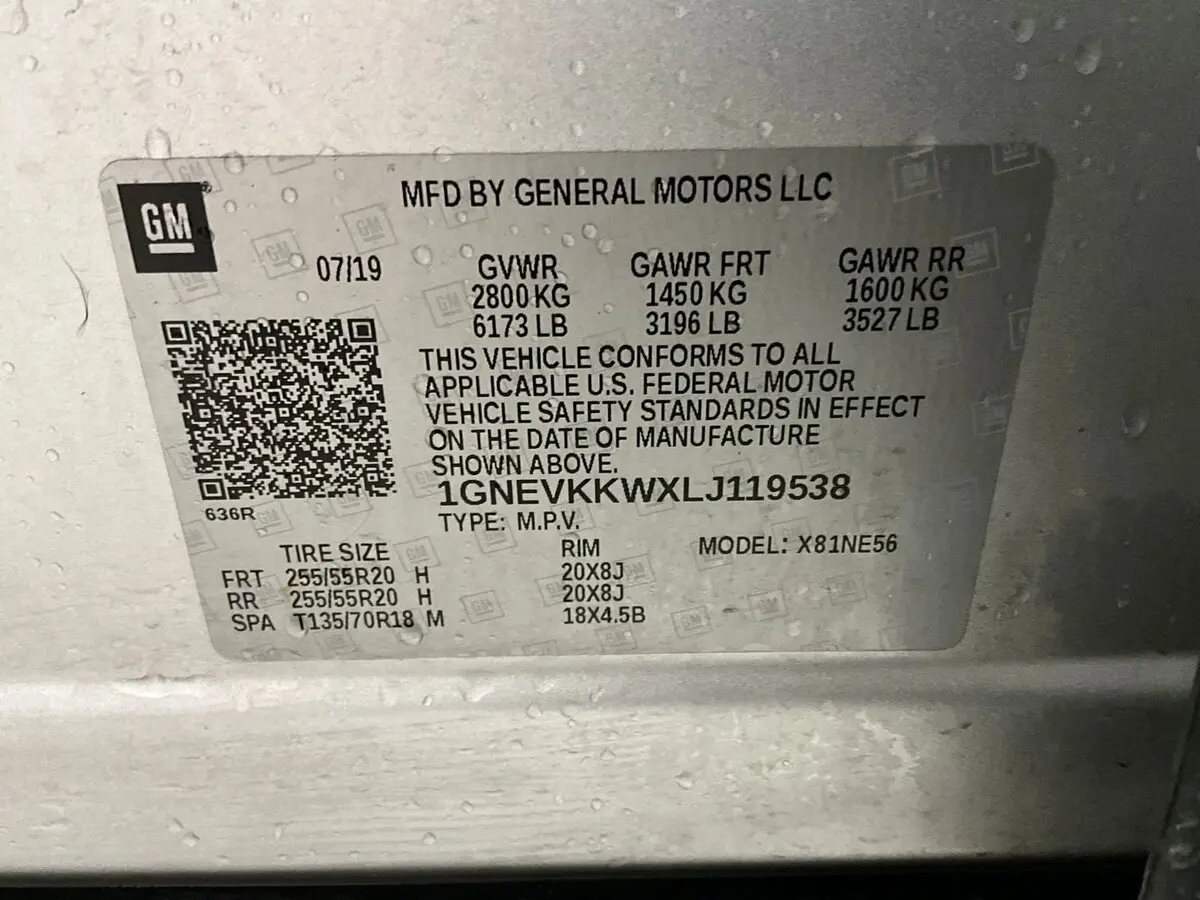 GM
MFD BY GENERAL MOTORS LLC
07/19
GVWR GAWR FRT GAWR RR
2800 KG 1450 KG 1600 KG
6173 LB 3196 LB 3527 LB
THIS VEHICLE CONFORMS TO ALL
APPLICABLE U.S. FEDERAL MOTOR
VEHICLE SAFETY STANDARDS IN EFFECT
ON THE DATE OF MANUFACTURE
SHOWN ABOVE.
1GNEVKKWXLJ119538
636R
TYPE: M.P.V.
TIRE SIZE RIM MODEL: X81NE56
FRT 255/55R20 H 20X8J
RR 255/55R20 H 20X8J
SPA T135/70R18 M 18X4.5B